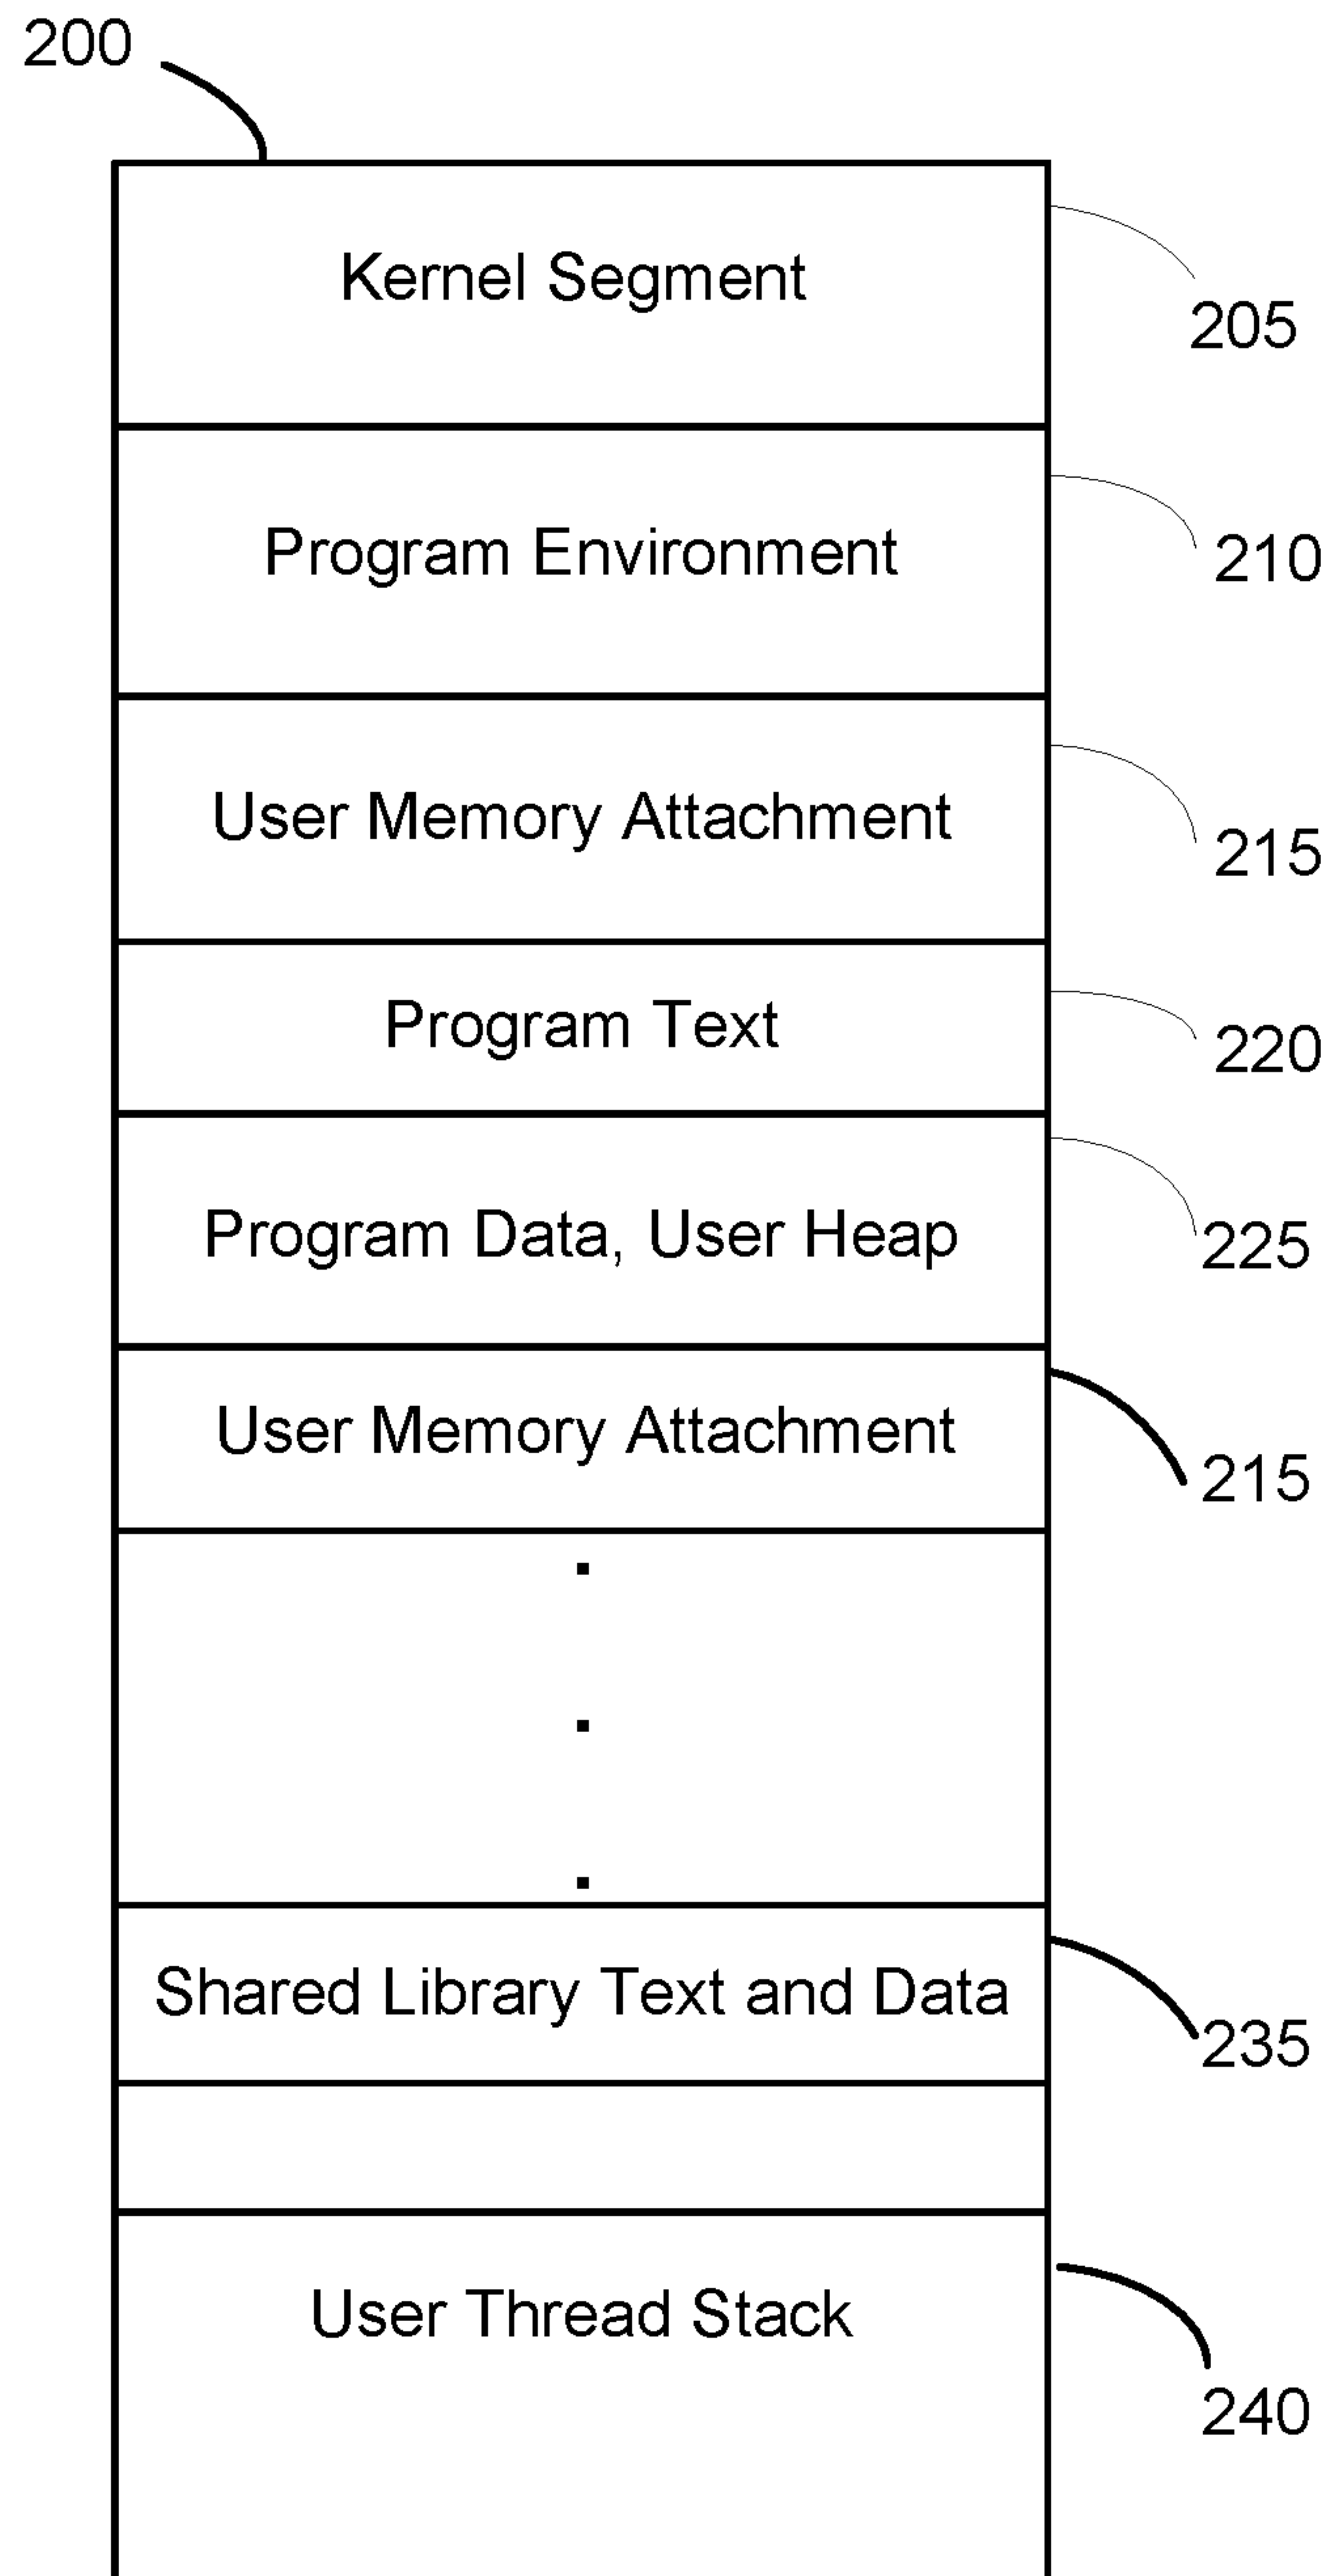 200
Kernel Segment
205
Program Environment
210
User Memory Attachment
215
Program Text
220
Program Data, User Heap
225
User Memory Attachment
215
.
.
.
Shared Library Text and Data
235
User Thread Stack
240